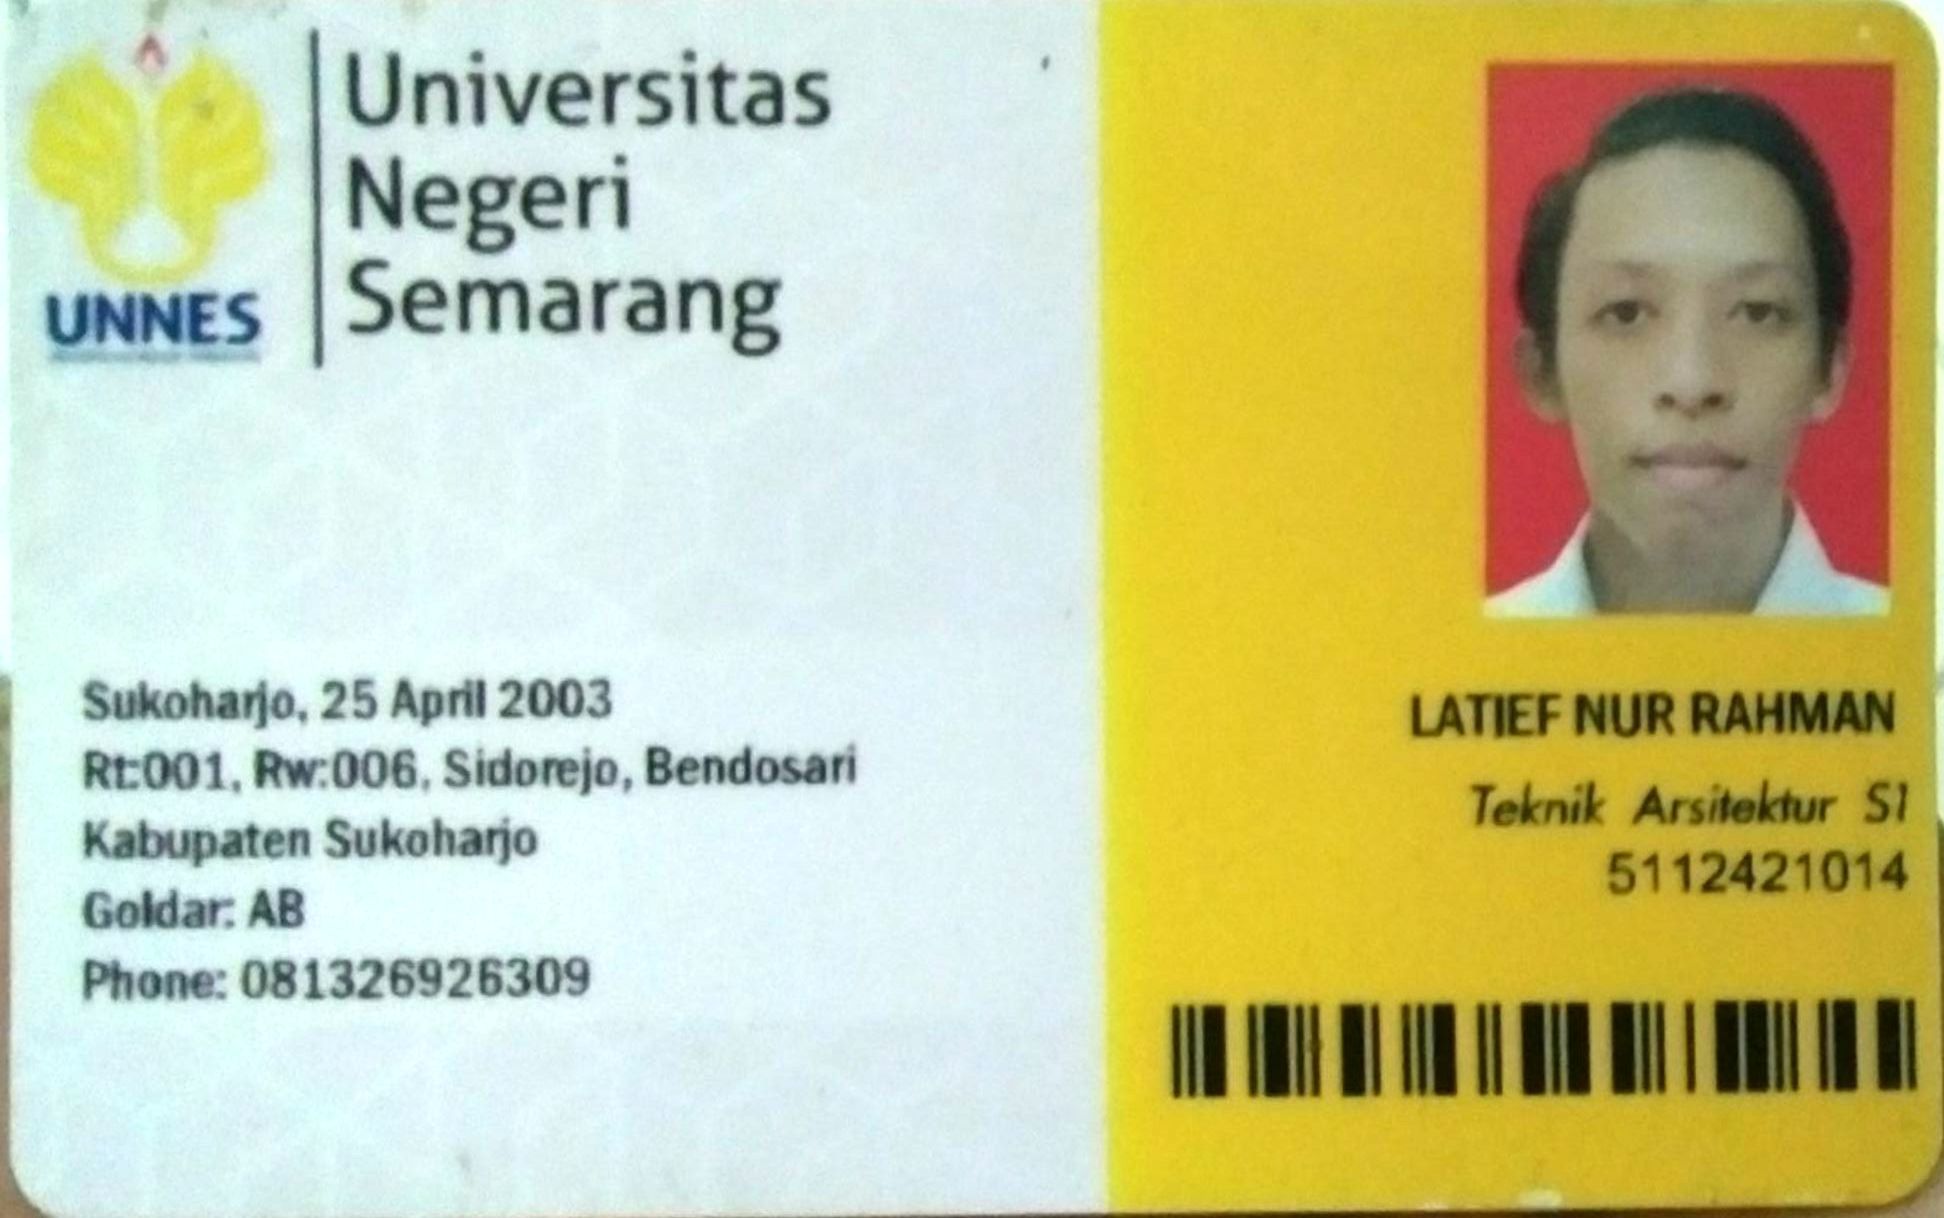 UNNES
Universitas
Negeri
Semarang
Sukoharjo, 25 April 2003
Rt:001, Rw:006, Sidorejo, Bendosari
Kabupaten Sukoharjo
Goldar: AB
Phone: 081326926309
LATIEF NUR RAHMAN
Teknik Arsitektur S1
5112421014